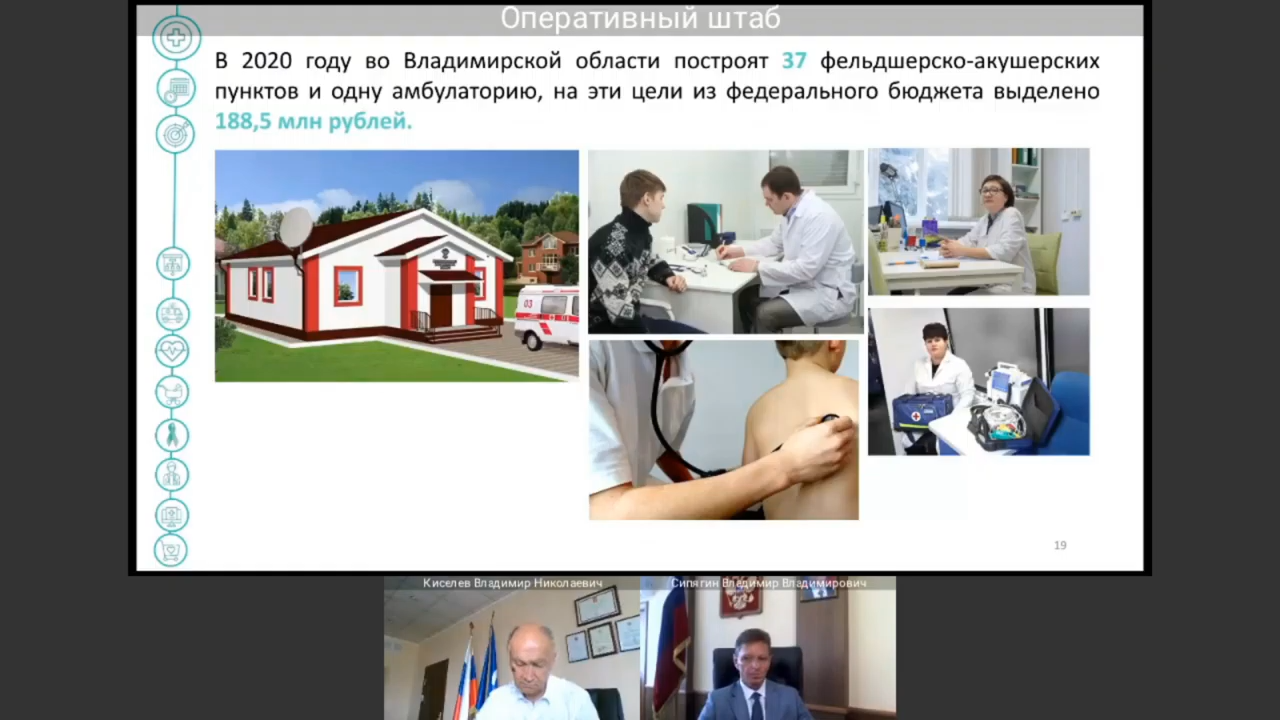 Оперативный штаб
В 2020 году во Владимирской области построят 37 фельдшерско-акушерских
пунктов и одну амбулаторию, на эти цели из федерального бюджета выделено
188,5 млн рублей.
03
19
Киселев Владимир Николаевич
Сипягин Владимир Владимирович